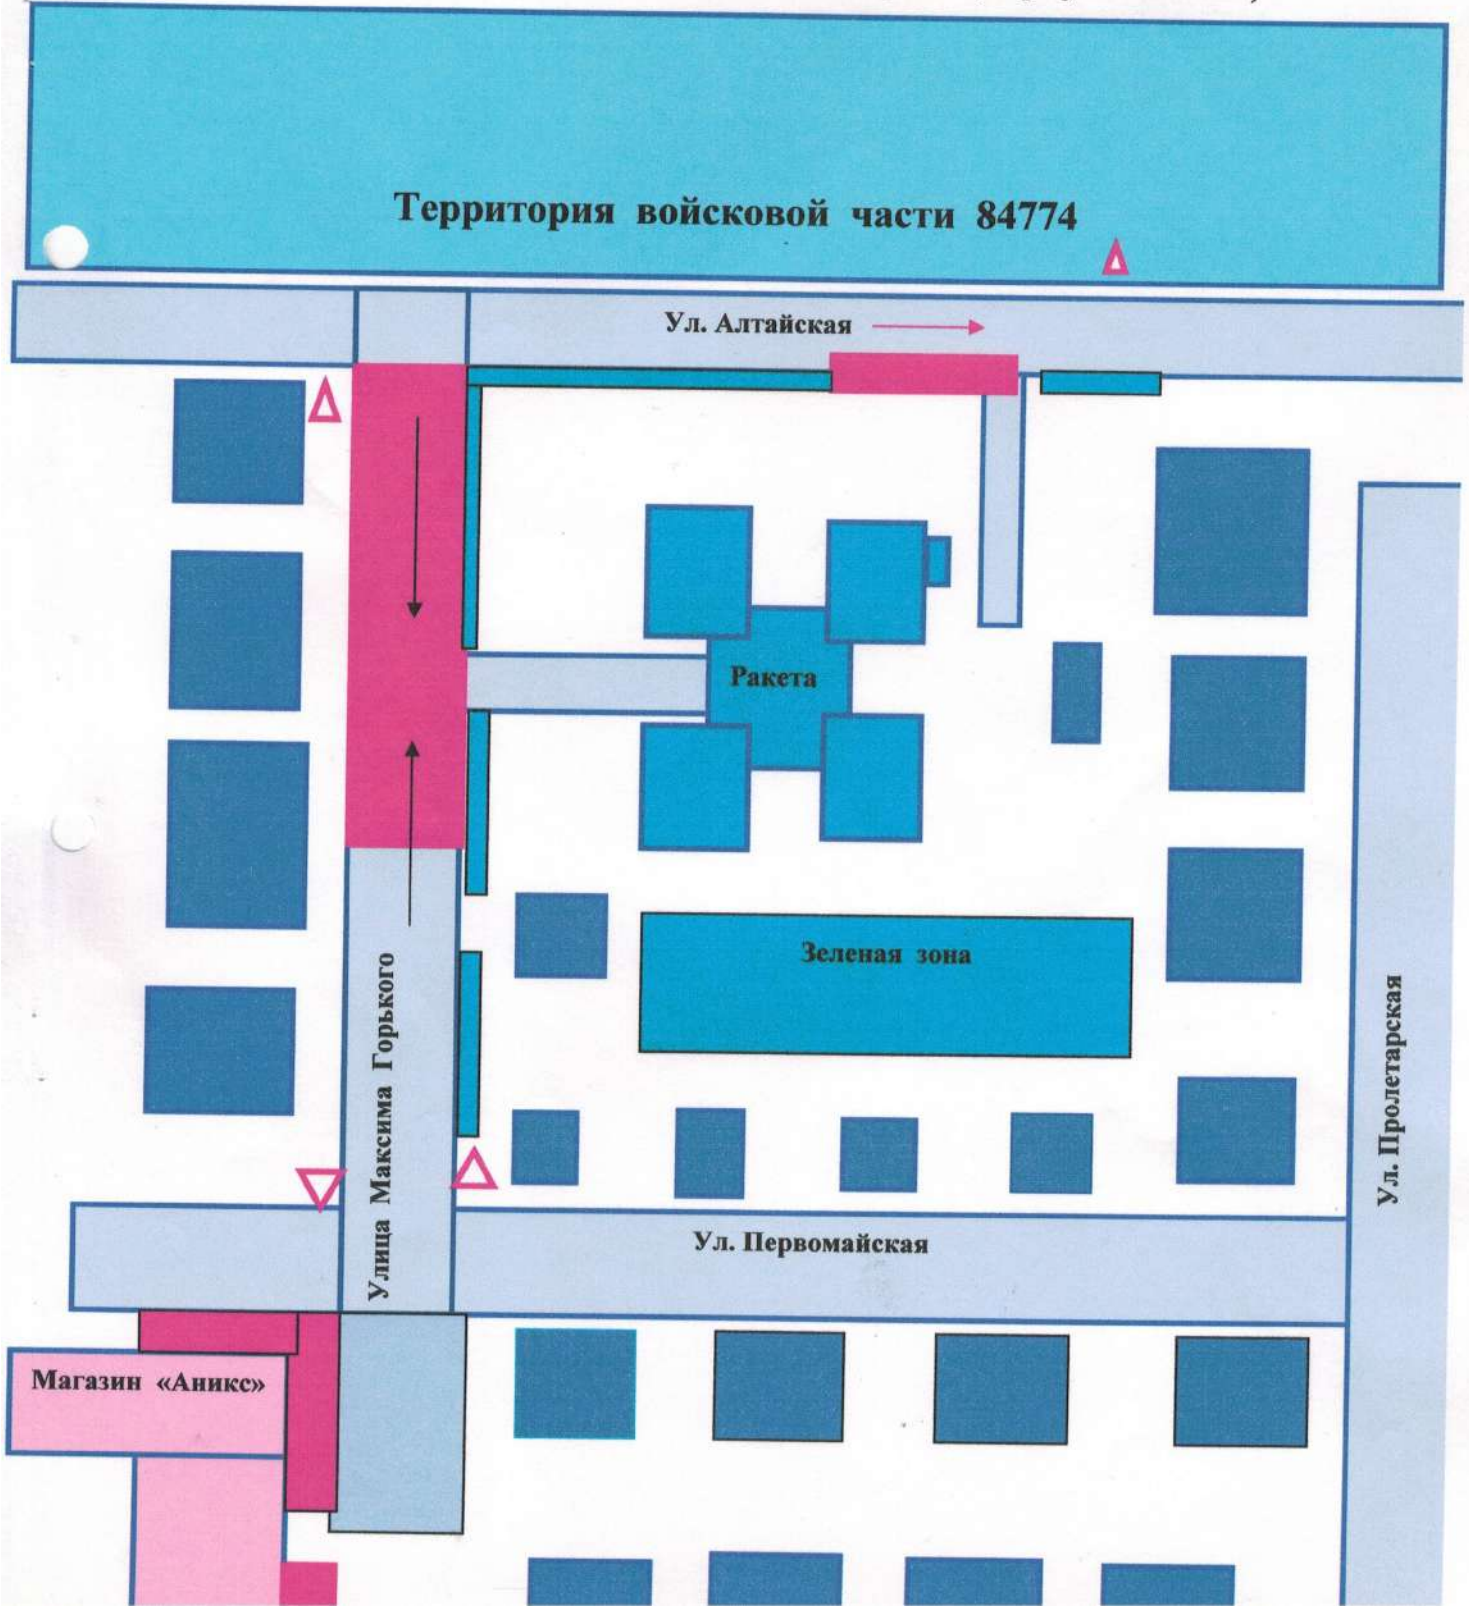 Территория войсковой части 84774
Ул. Алтайская
Ракета
Зеленая зона
Улица Максима Горького
Ул. Пролетарская
Ул. Первомайская
Магазин «Аникс»